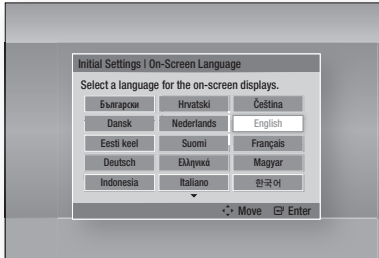 Initial Settings | On-Screen Language
Select a language for the on-screen displays.
Български Hrvatski Čeština
Dansk Nederlands English
Eesti keel Suomi Français
Deutsch Ελληνικά Magyar
Indonesia Italiano 한국어
Move Enter